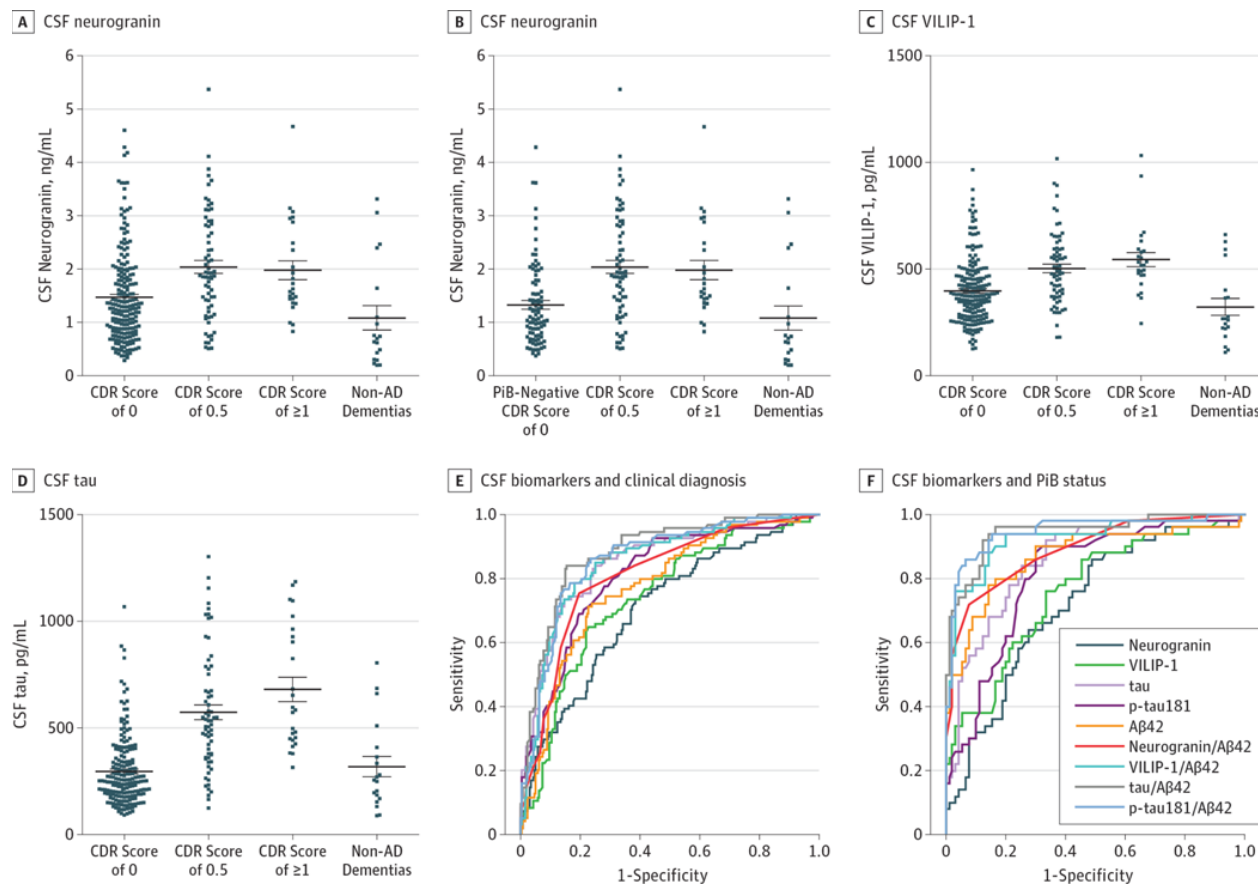 A CSF neurogranin
CSF Neurogranin, ng/mL
6
5
4
3
2
1
0
CDR Score
of 0
CDR Score
of 0.5
CDR Score
of ≥1
Non-AD
Dementias
B CSF neurogranin
CSF Neurogranin, ng/mL
6
5
4
3
2
1
0
PiB-Negative
CDR Score
of 0
CDR Score
of 0.5
CDR Score
of ≥1
Non-AD
Dementias
C CSF VILIP-1
CSF VILIP-1, pg/mL
1500
1000
500
0
CDR Score
of 0
CDR Score
of 0.5
CDR Score
of ≥1
Non-AD
Dementias
D CSF tau
CSF tau, pg/mL
1500
1000
500
0
CDR Score
of 0
CDR Score
of 0.5
CDR Score
of ≥1
Non-AD
Dementias
E CSF biomarkers and clinical diagnosis
Sensitivity
1.0
0.8
0.6
0.4
0.2
0
0 0.2 0.4 0.6 0.8 1.0
1-Specificity
F CSF biomarkers and PiB status
Sensitivity
1.0
0.8
0.6
0.4
0.2
0
0 0.2 0.4 0.6 0.8 1.0
1-Specificity
Neurogranin
VILIP-1
tau
p-tau181
Aβ42
Neurogranin/Aβ42
VILIP-1/Aβ42
tau/Aβ42
p-tau181/Aβ42